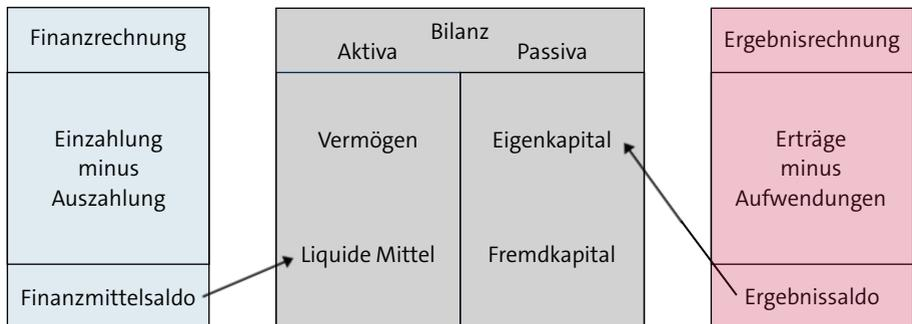 Finanzrechnung
Einzahlung
minus
Auszahlung
Finanzmittelsaldo
Bilanz
Aktiva
Passiva
Vermögen
Eigenkapital
Liquide Mittel
Fremdkapital
Ergebnisrechnung
Erträge
minus
Aufwendungen
Ergebnissaldo